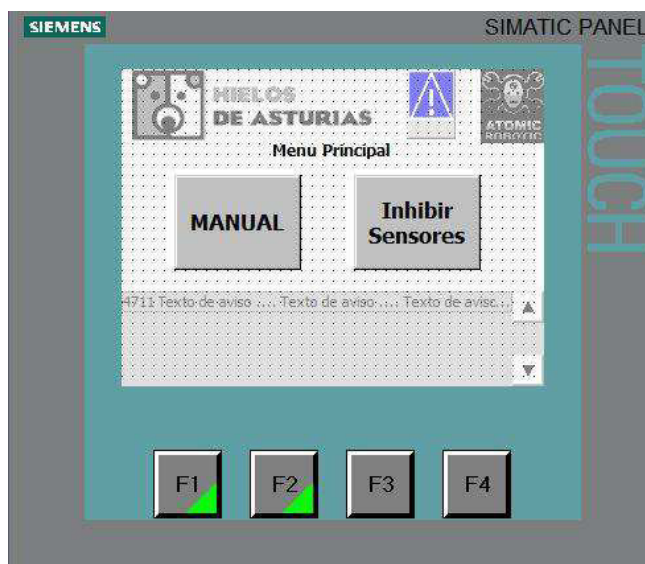 SIEMENS
SIMATIC PANEL
TOUCH
HIELOS
DE ASTURIAS
ATOMIC
ROBOTIC
Menu Principal
MANUAL
Inhibir
Sensores
4711 Texto de aviso .... Texto de aviso .... Texto de aviso....
F1
F2
F3
F4